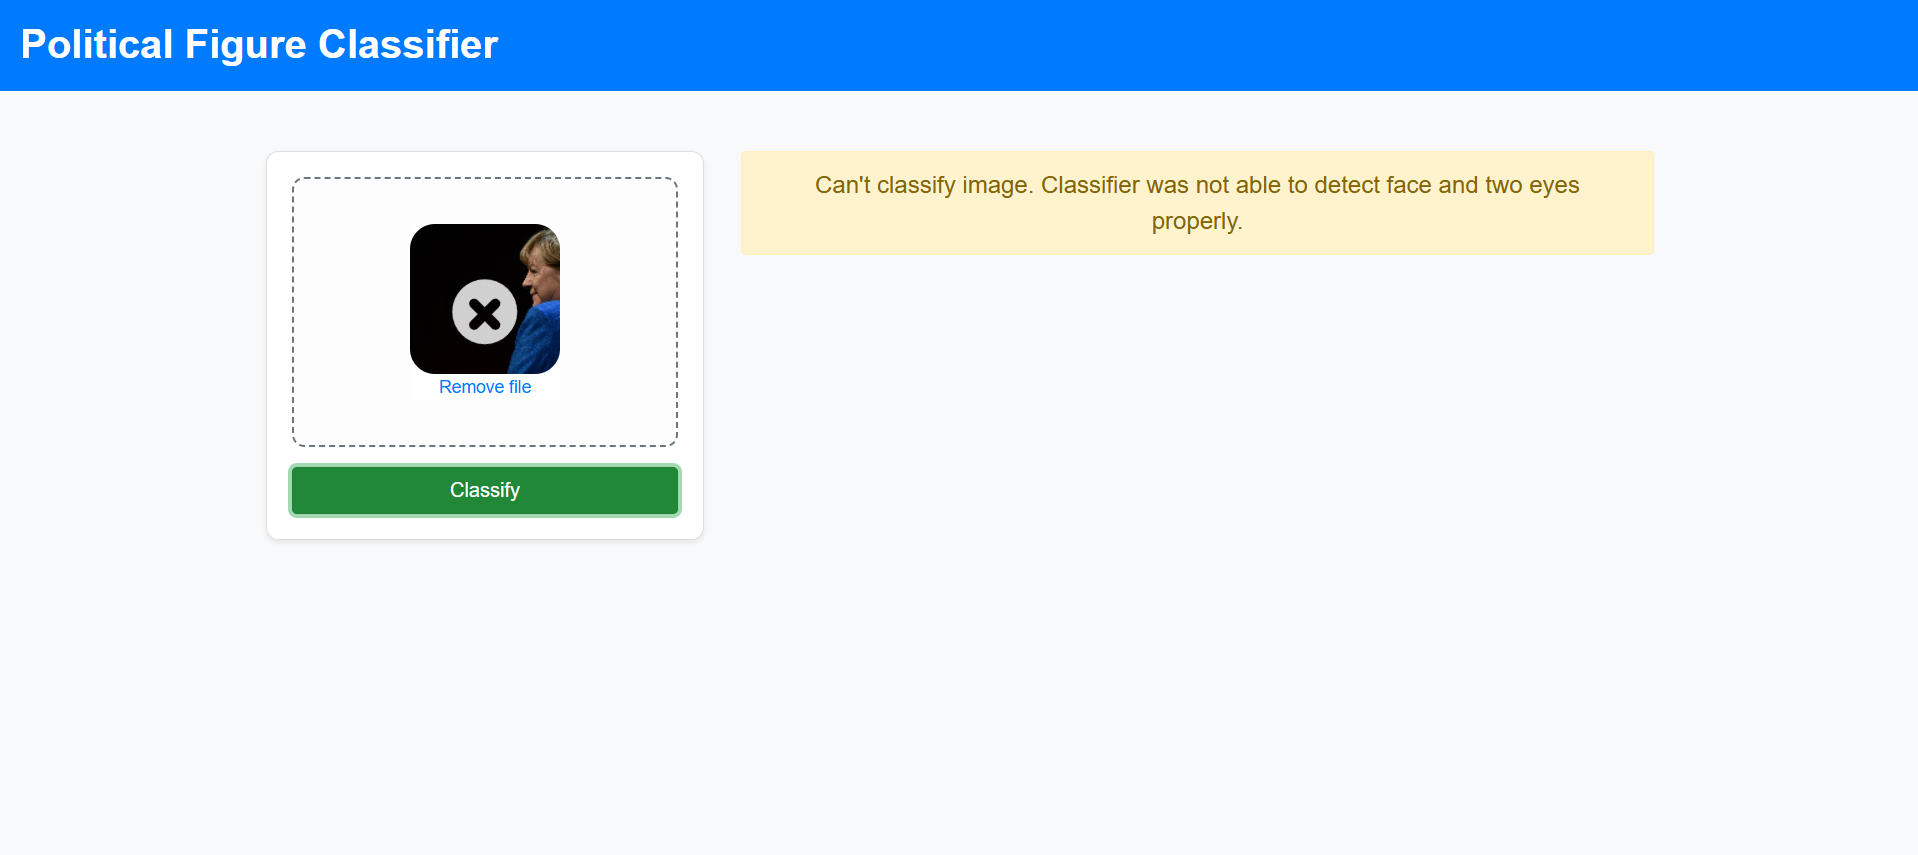 Political Figure Classifier
Can't classify image. Classifier was not able to detect face and two eyes
properly.
Remove file
Classify